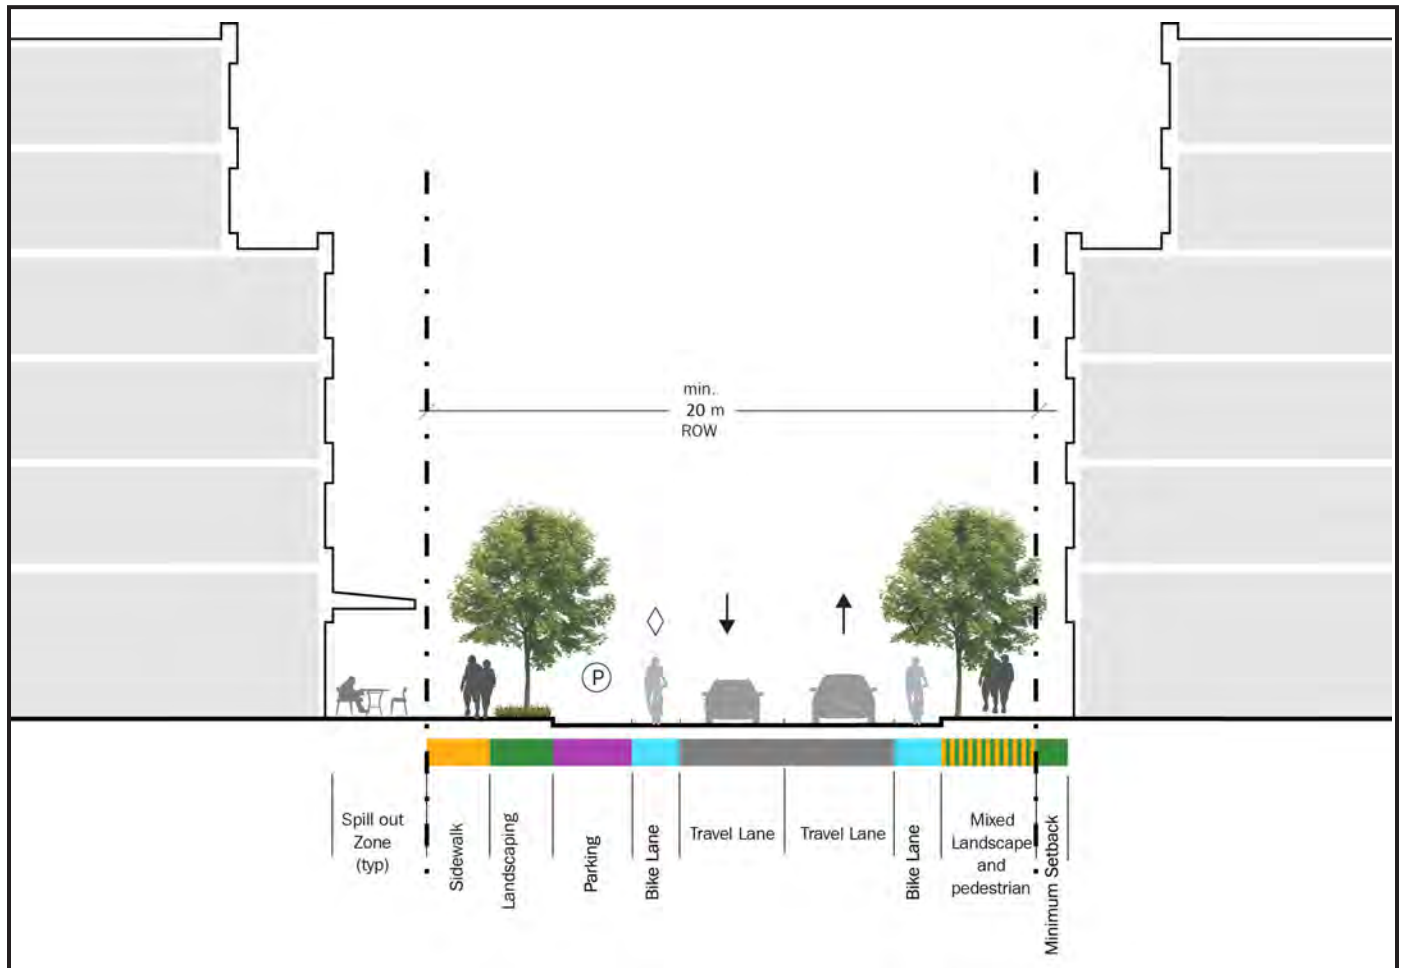 min.
20 m
ROW
P
Spill out
Zone
(typ)
Sidewalk
Landscaping
Parking
Bike Lane
Travel Lane
Travel Lane
Bike Lane
Mixed
Landscape
and
pedestrian
Minimum Setback